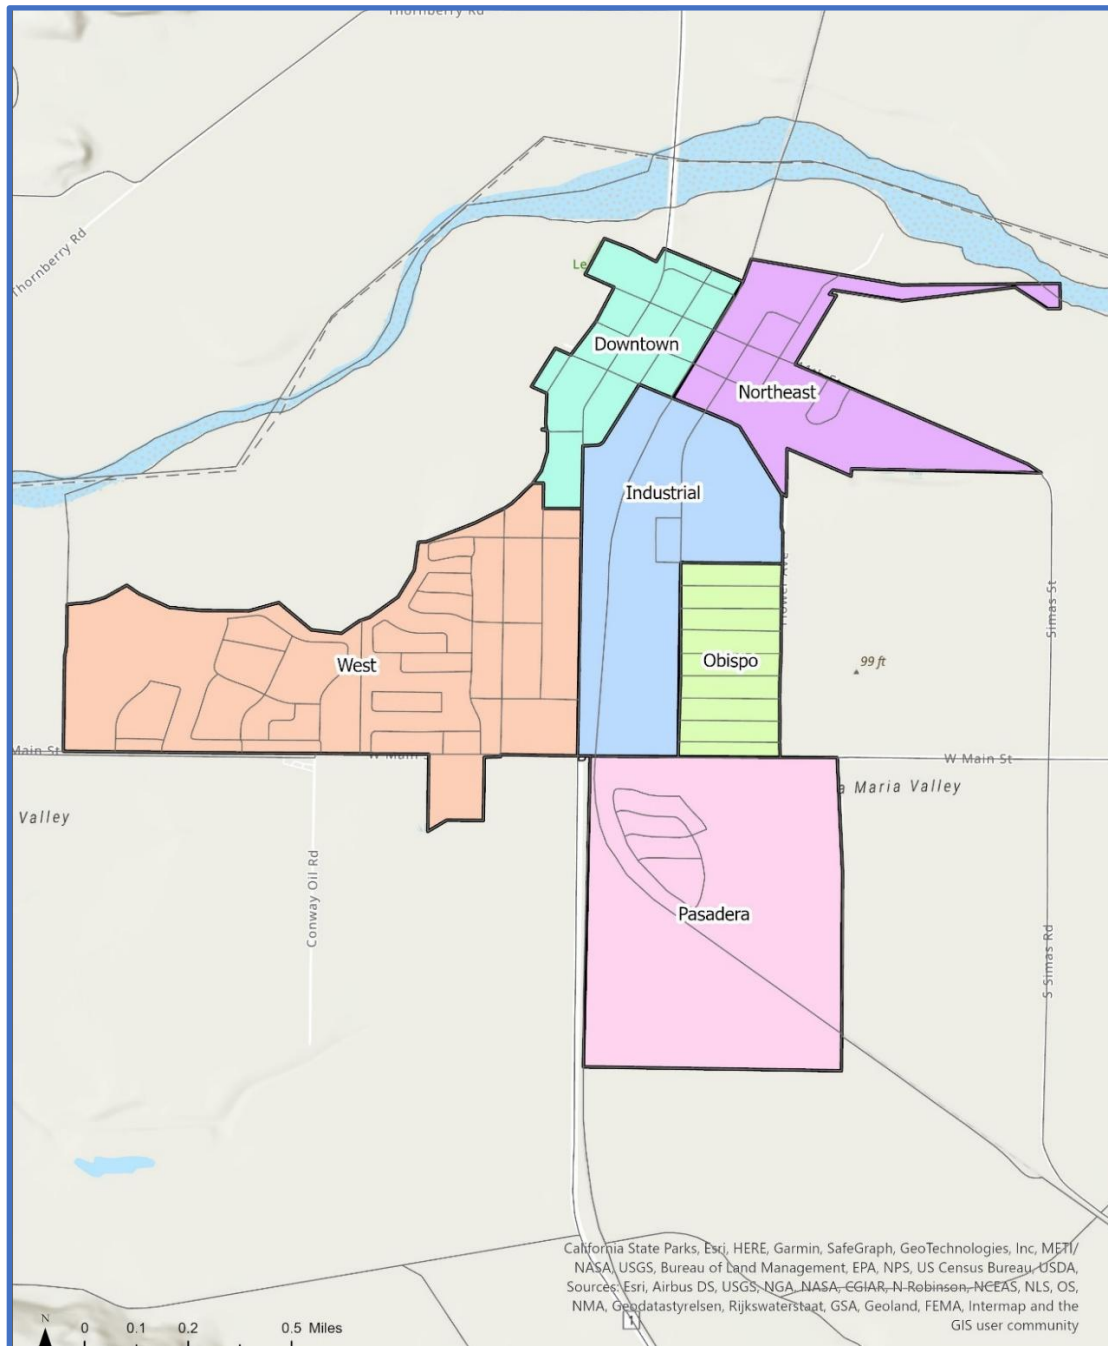 Thornberry Rd
Thornberry Rd
Le
Downtown
Northeast
Industrial
Simas St
West
Obispo
99 ft
Main St
W Main S
W Main St
a Maria Valley
Valley
Conway Oil Rd
Pasadera
S Simas Rd
California State Parks, Esri, HERE, Garmin, SafeGraph, GeoTechnologies, Inc, METI/
NASA, USGS, Bureau of Land Management, EPA, NPS, US Census Bureau, USDA,
Sources: Esri, Airbus DS, USGS, NGA, NASA, CGIAR, N Robinson, NCEAS, NLS, OS,
NMA, Geodatastyrelsen, Rijkswaterstaat, GSA, Geoland, FEMA, Intermap and the
GIS user community
1
N
0 0.1 0.2 0.5 Miles